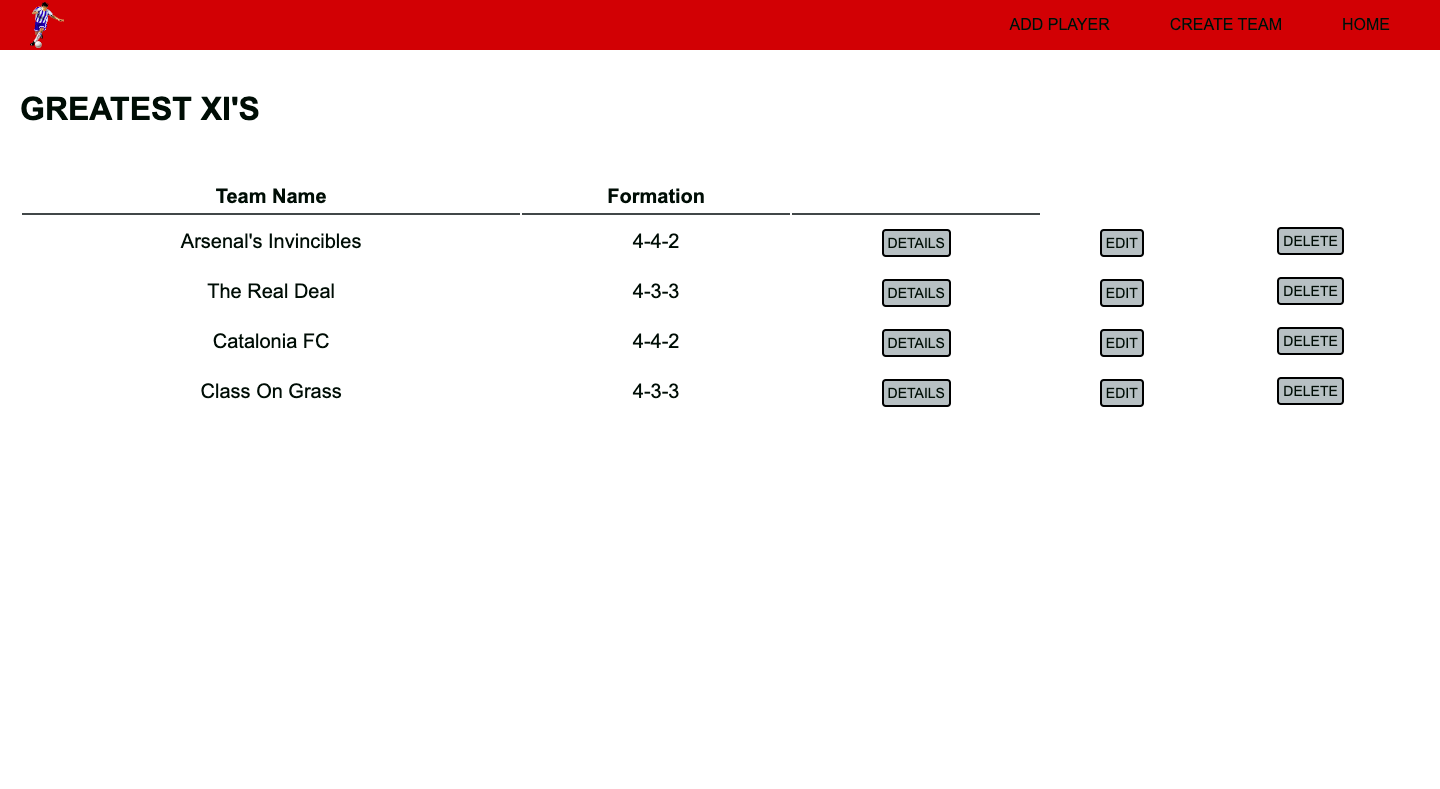 ADD PLAYER CREATE TEAM HOME
GREATEST XI'S
Team Name Formation
Arsenal's Invincibles 4-4-2 DETAILS EDIT DELETE
The Real Deal 4-3-3 DETAILS EDIT DELETE
Catalonia FC 4-4-2 DETAILS EDIT DELETE
Class On Grass 4-3-3 DETAILS EDIT DELETE